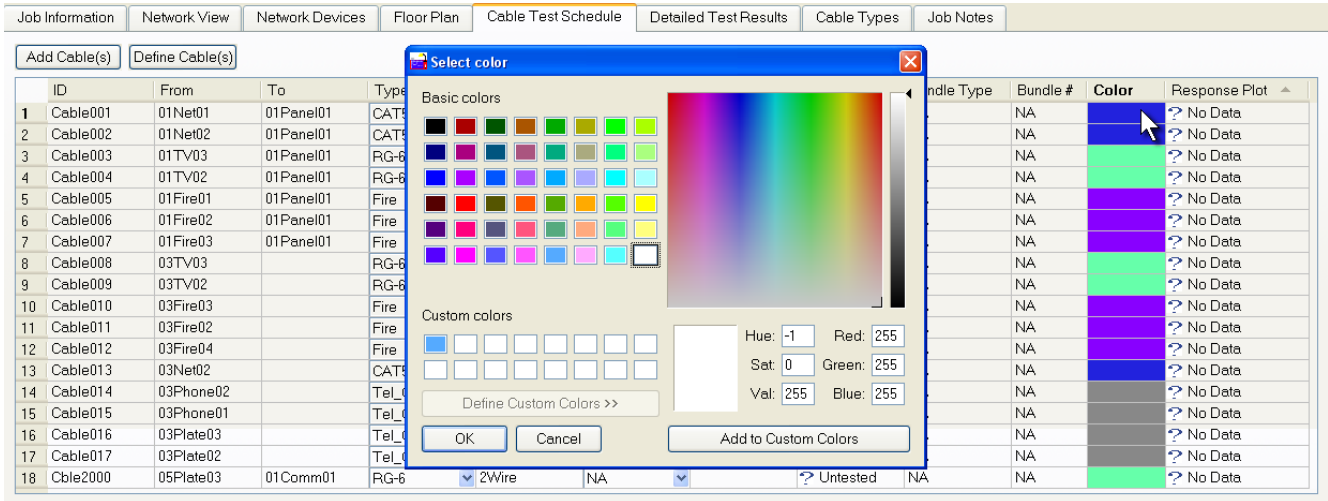 Job Information Network View Network Devices Floor Plan Cable Test Schedule Detailed Test Results Cable Types Job Notes
Add Cable(s) Define Cable(s)
Select color
ID From To Type ndle Type Bundle # Color Response Plot
1 Cable001 01Net01 01Panel01 CAT5 NA ? No Data
2 Cable002 01Net02 01Panel01 CAT5 NA ? No Data
3 Cable003 01TV03 01Panel01 RG-6 NA ? No Data
4 Cable004 01TV02 01Panel01 RG-6 NA ? No Data
5 Cable005 01Fire01 01Panel01 Fire NA ? No Data
6 Cable006 01Fire02 01Panel01 Fire NA ? No Data
7 Cable007 01Fire03 01Panel01 Fire NA ? No Data
8 Cable008 03TV03 RG-6 NA ? No Data
9 Cable009 03TV02 RG-6 NA ? No Data
10 Cable010 03Fire03 Fire NA ? No Data
11 Cable011 03Fire02 Fire NA ? No Data
12 Cable012 03Fire04 Fire NA ? No Data
13 Cable013 03Net02 CAT5 NA ? No Data
14 Cable014 03Phone02 Tel_ NA ? No Data
15 Cable015 03Phone01 Tel_ NA ? No Data
16 Cable016 03Plate03 Tel_ NA ? No Data
17 Cable017 03Plate02 Tel_ NA ? No Data
18 Cble2000 05Plate03 01Comm01 RG-6 2Wire NA ? Untested NA NA ? No Data
Basic colors
Custom colors
Define Custom Colors >>
OK Cancel
Hue: -1 Red: 255
Sat: 0 Green: 255
Val: 255 Blue: 255
Add to Custom Colors